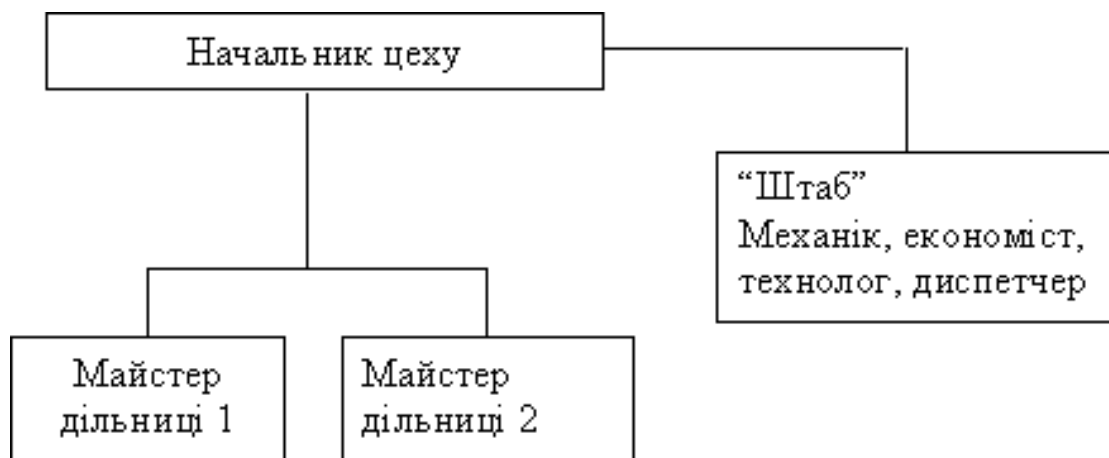 Начальник цеху
“Штаб”
Механік, економіст,
технолог, диспетчер
Майстер
дільниці 1
Майстер
дільниці 2